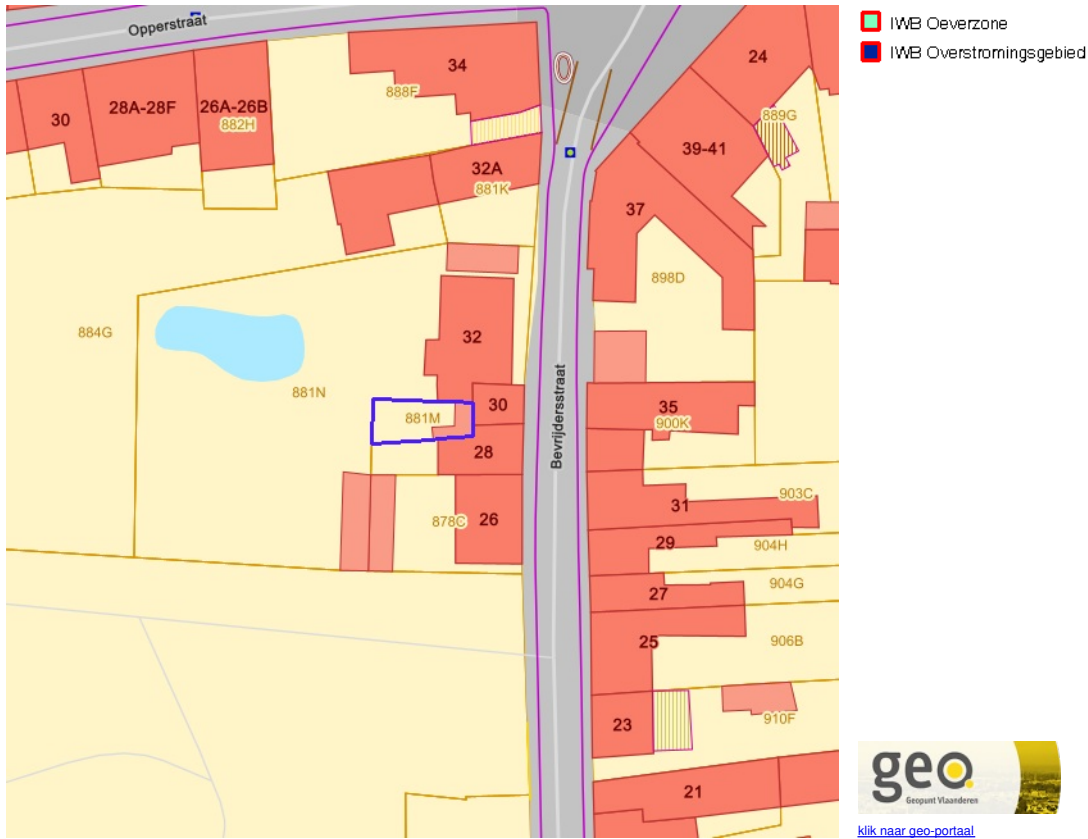 Opperstraat
IWB Oeverzone
IWB Overstromingsgebied
24
34
888F
28A-28F
26A-26B
30
882H
889G
39-41
32A
881K
37
898D
884G
32
881N
30
881M
35
900K
Bevrijdersstraat
28
903C
31
878C
26
29
904H
904G
27
25
906B
23
910F
21
geo
Geopunt Vlaanderen
klik naar geo-portaal